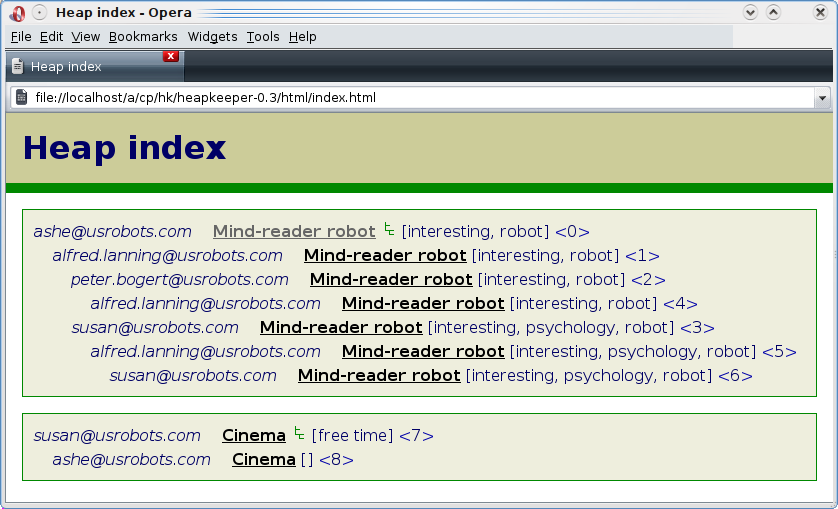 Heap index - Opera
File Edit View Bookmarks Widgets Tools Help
Heap index x
file://localhost/a/cp/hk/heapkeeper-0.3/html/index.html
Heap index
ashe@usrobots.com Mind-reader robot [interesting, robot] <0>
alfred.lanning@usrobots.com Mind-reader robot [interesting, robot] <1>
peter.bogert@usrobots.com Mind-reader robot [interesting, robot] <2>
alfred.lanning@usrobots.com Mind-reader robot [interesting, robot] <4>
susan@usrobots.com Mind-reader robot [interesting, psychology, robot] <3>
alfred.lanning@usrobots.com Mind-reader robot [interesting, psychology, robot] <5>
susan@usrobots.com Mind-reader robot [interesting, psychology, robot] <6>
susan@usrobots.com Cinema [free time] <7>
ashe@usrobots.com Cinema [] <8>